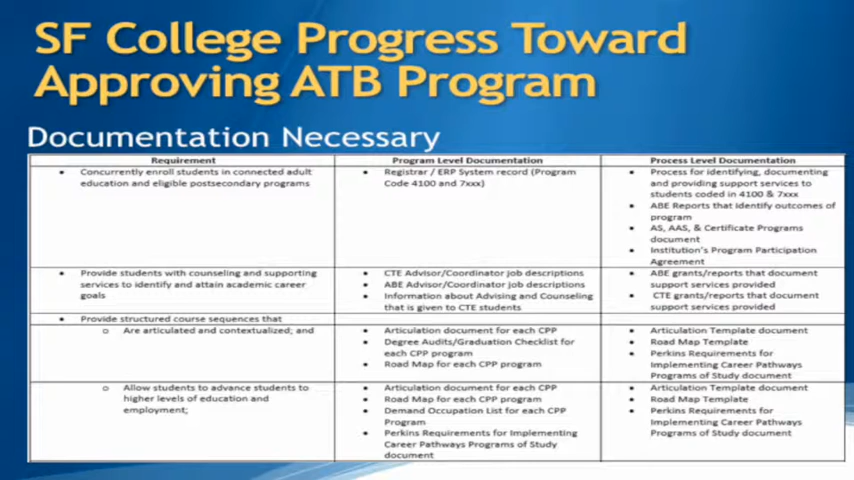 SF College Progress Toward
Approving ATB Program
Documentation Necessary
Requirement
Program Level Documentation
Process Level Documentation
• Concurrently enroll students in connected adult
education and eligible postsecondary programs
• Registrar / ERP System record (Program
Code 4100 and 7xxx)
• Process for identifying, documenting
and providing support services to
students coded in 4100 & 7xxx
• ABE Reports that identify outcomes of
program
• AS, AAS, & Certificate Programs
document
• Institution's Program Participation
Agreement
• Provide students with counseling and supporting
services to identify and attain academic career
goals
• CTE Advisor/Coordinator job descriptions
• ABE Advisor/Coordinator job descriptions
• Information about Advising and Counseling
that is given to CTE students
• ABE grants/reports that document
support services provided
• CTE grants/reports that document
support services provided
• Provide structured course sequences that
o Are articulated and contextualized; and
• Articulation document for each CPP
• Degree Audits/Graduation Checklist for
each CPP program
• Road Map for each CPP program
• Articulation Template document
• Road Map Template
• Perkins Requirements for
Implementing Career Pathways
Programs of Study document
o Allow students to advance students to
higher levels of education and
employment;
• Articulation document for each CPP
• Road Map for each CPP program
• Demand Occupation List for each CPP
Program
• Perkins Requirements for Implementing
Career Pathways Programs of Study
document
• Articulation Template document
• Road Map Template
• Perkins Requirements for
Implementing Career Pathways
Programs of Study document